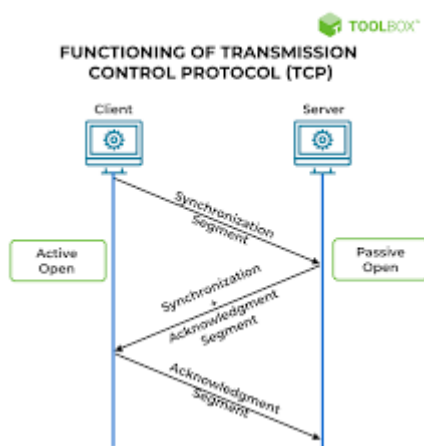 TOOLBOX™
FUNCTIONING OF TRANSMISSION
CONTROL PROTOCOL (TCP)
Client
Server
Synchronization
Segment
Active
Open
Passive
Open
Synchronization
+
Acknowledgment
Segment
Acknowledgment
Segment